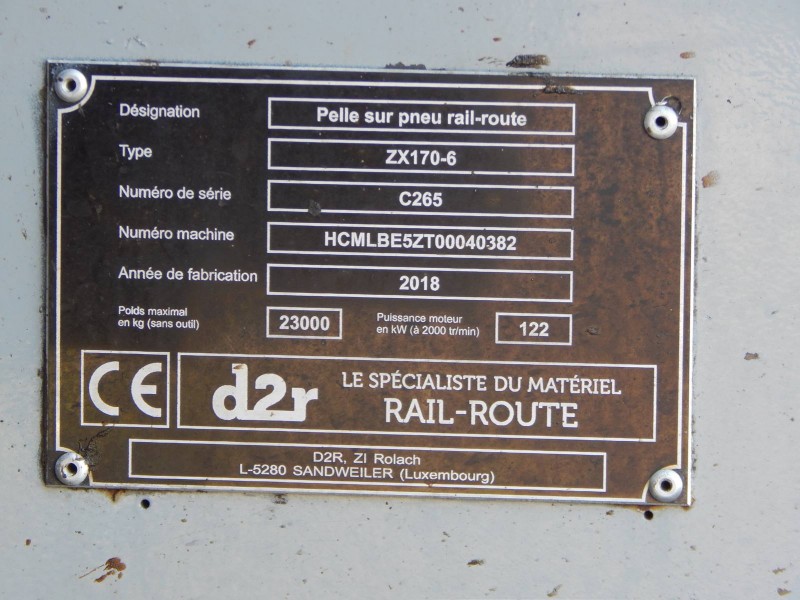 Désignation Pelle sur pneu rail-route
Type ZX170-6
Numéro de série C265
Numéro machine HCMLBE5ZT00040382
Année de fabrication 2018
Poids maximal
en kg (sans outil) 23000 Puissance moteur
en kW (à 2000 tr/min) 122
CE d2r LE SPÉCIALISTE DU MATÉRIEL
RAIL-ROUTE
D2R, ZI Rolach
L-5280 SANDWEILER (Luxembourg)